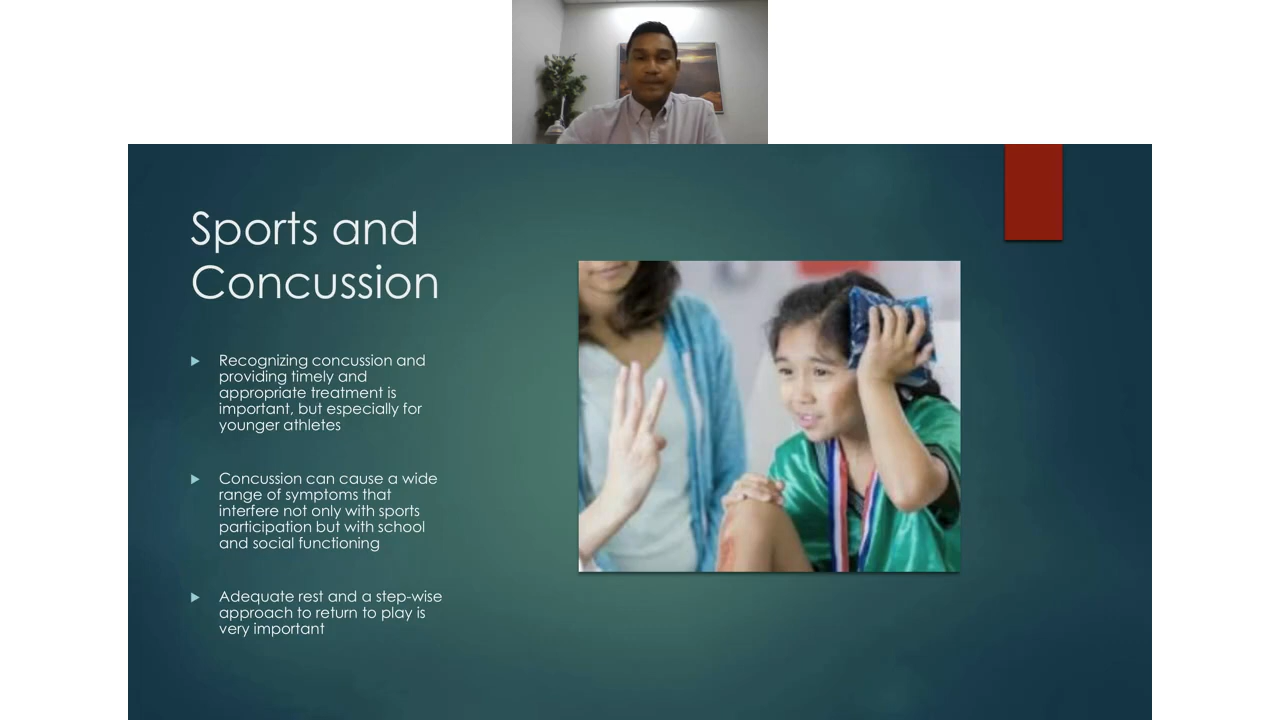 Sports and
Concussion
Recognizing concussion and
providing timely and
appropriate treatment is
important, but especially for
younger athletes
Concussion can cause a wide
range of symptoms that
interfere not only with sports
participation but with school
and social functioning
Adequate rest and a step-wise
approach to return to play is
very important